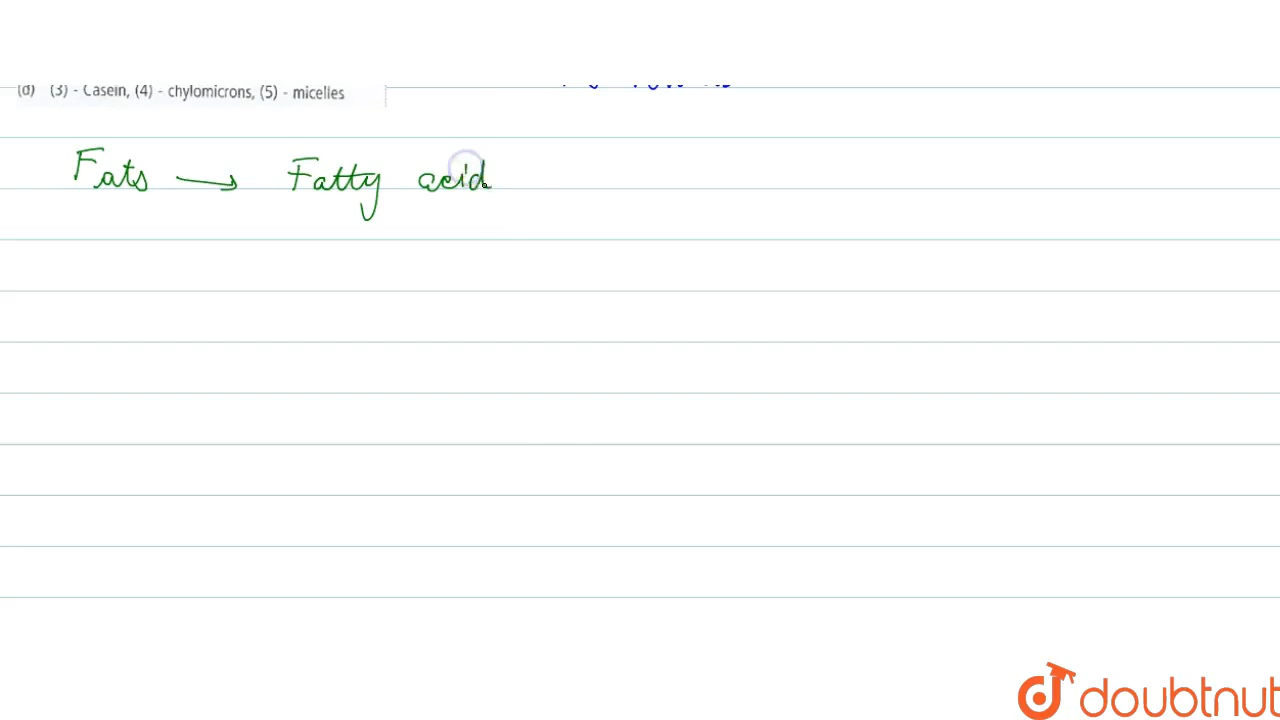 (d) (3) - Casein, (4) - chylomicrons, (5) - micelles
Fats → Fatty acid
doubtnut